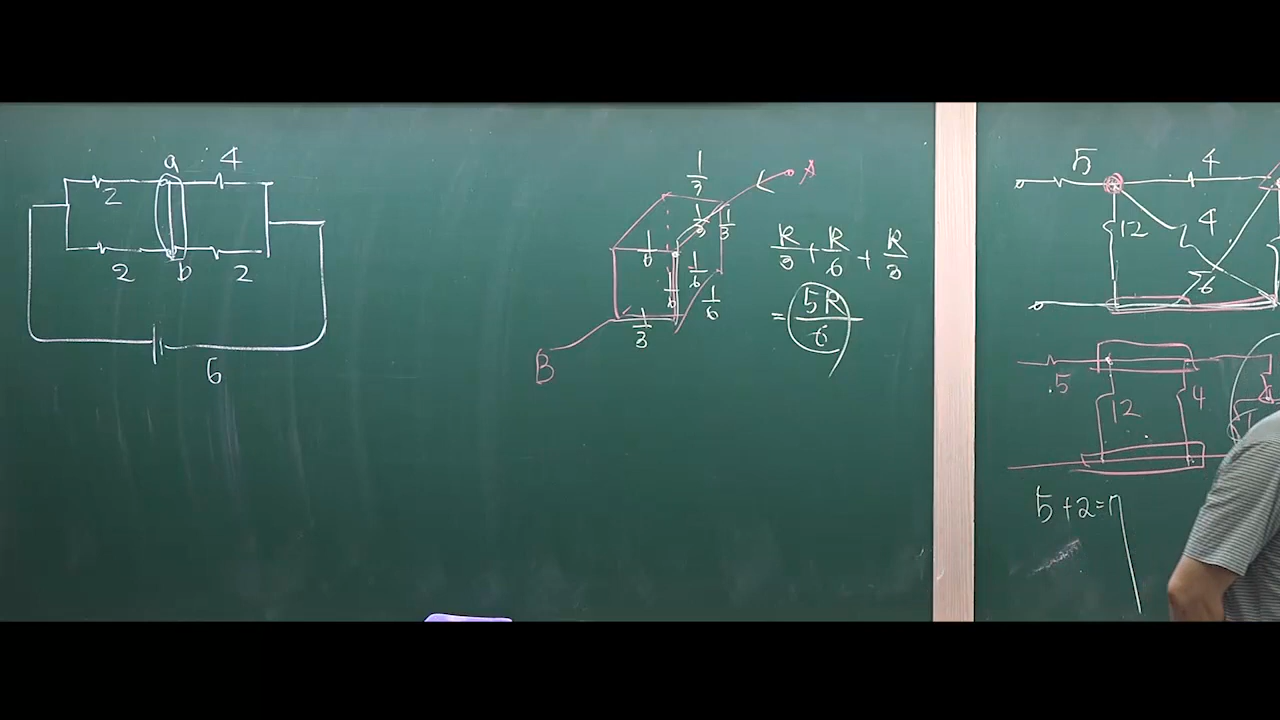 a 4
2
2 b 2
6
1/3 A
1/3 1/3
1/6 1/6
1/6 1/6
1/3
B
R/3 + R/6 + R/3
= 5R/6
5 4
12 4
6
5
12 4
5+2=7